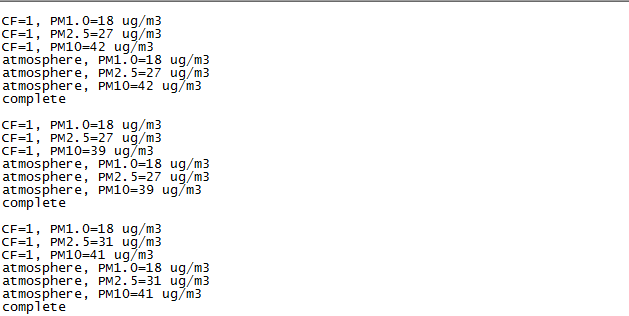 CF=1, PM1.0=18 ug/m3
CF=1, PM2.5=27 ug/m3
CF=1, PM10=42 ug/m3
atmosphere, PM1.0=18 ug/m3
atmosphere, PM2.5=27 ug/m3
atmosphere, PM10=42 ug/m3
complete
CF=1, PM1.0=18 ug/m3
CF=1, PM2.5=27 ug/m3
CF=1, PM10=39 ug/m3
atmosphere, PM1.0=18 ug/m3
atmosphere, PM2.5=27 ug/m3
atmosphere, PM10=39 ug/m3
complete
CF=1, PM1.0=18 ug/m3
CF=1, PM2.5=31 ug/m3
CF=1, PM10=41 ug/m3
atmosphere, PM1.0=18 ug/m3
atmosphere, PM2.5=31 ug/m3
atmosphere, PM10=41 ug/m3
complete